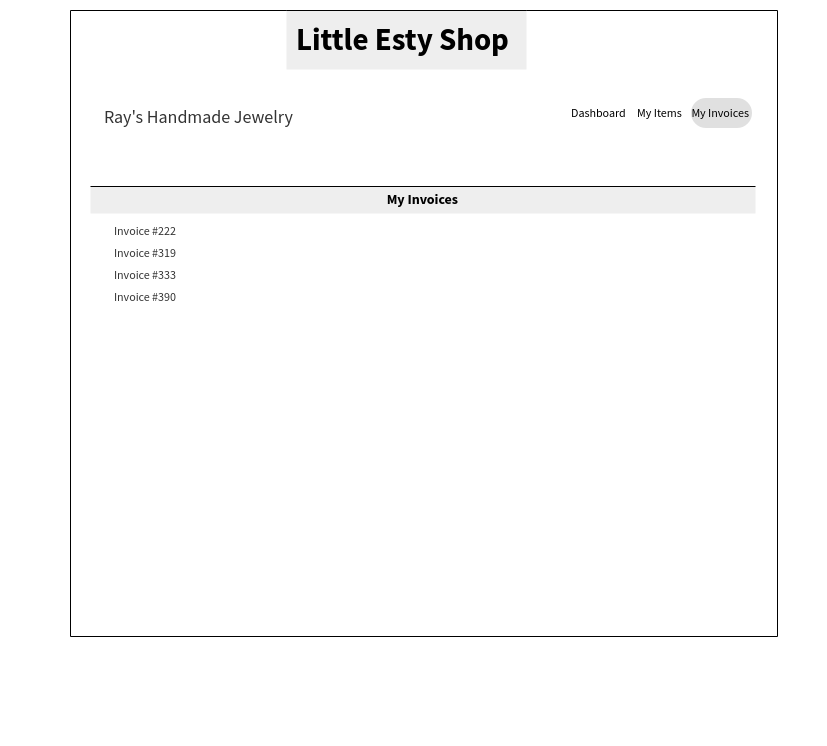 Little Esty Shop
Ray's Handmade Jewelry
Dashboard My Items My Invoices
My Invoices
Invoice #222
Invoice #319
Invoice #333
Invoice #390